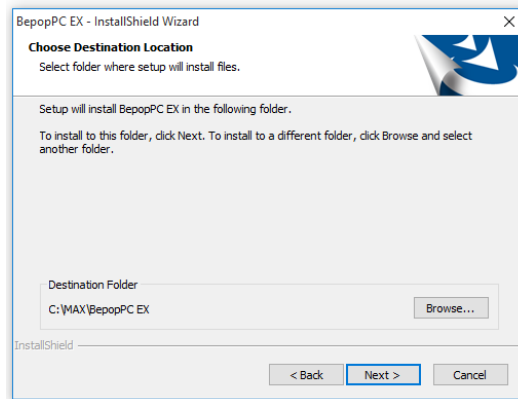 BepopPC EX - InstallShield Wizard
Choose Destination Location
Select folder where setup will install files.
Setup will install BepopPC EX in the following folder.
To install to this folder, click Next. To install to a different folder, click Browse and select
another folder.
Destination Folder
C:\MAX\BepopPC EX
Browse...
InstallShield
< Back
Next >
Cancel